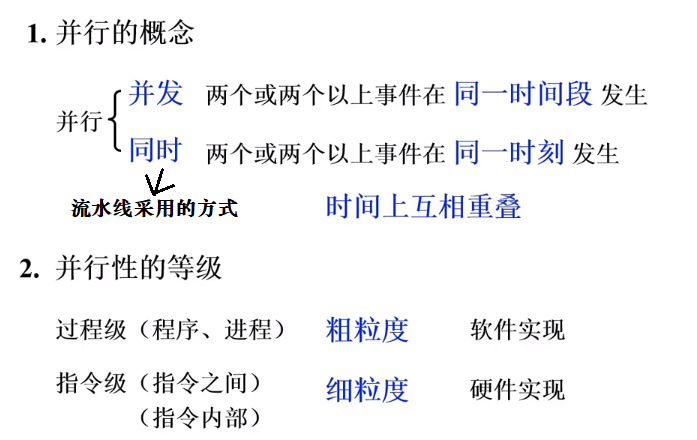 1. 并行的概念
并发 两个或两个以上事件在 同一时间段 发生
并行
同时 两个或两个以上事件在 同一时刻 发生
流水线采用的方式 时间上互相重叠
2. 并行性的等级
过程级（程序、进程） 粗粒度 软件实现
指令级（指令之间） 细粒度 硬件实现
（指令内部）